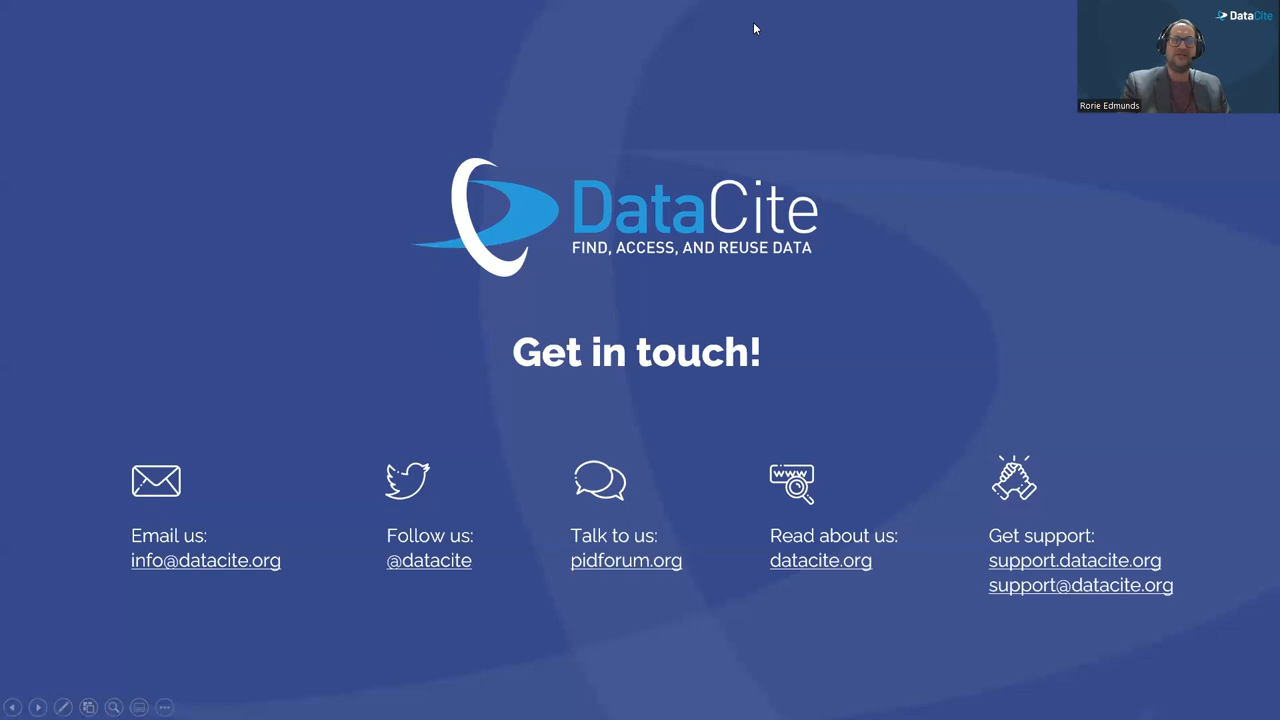 DataCite
Rorie Edmunds
DataCite
FIND, ACCESS, AND REUSE DATA
Get in touch!
www
Email us:
info@datacite.org
Follow us:
@datacite
Talk to us:
pidforum.org
Read about us:
datacite.org
Get support:
support.datacite.org
support@datacite.org